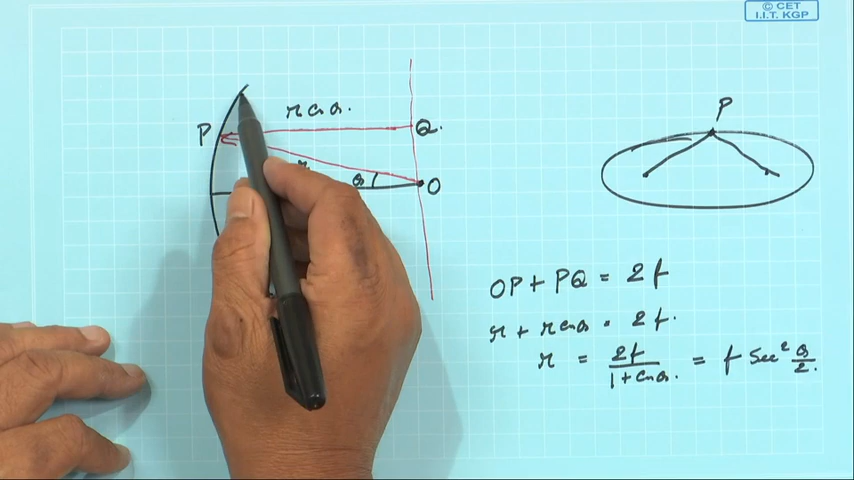 © CET
I.I.T. KGP
r cos θ.
P
Q.
r
θ
O
P
OP + PQ = 2f
r + r cos θ = 2f.
r = 2f / 1 + cos θ. = f Sec² θ/2.